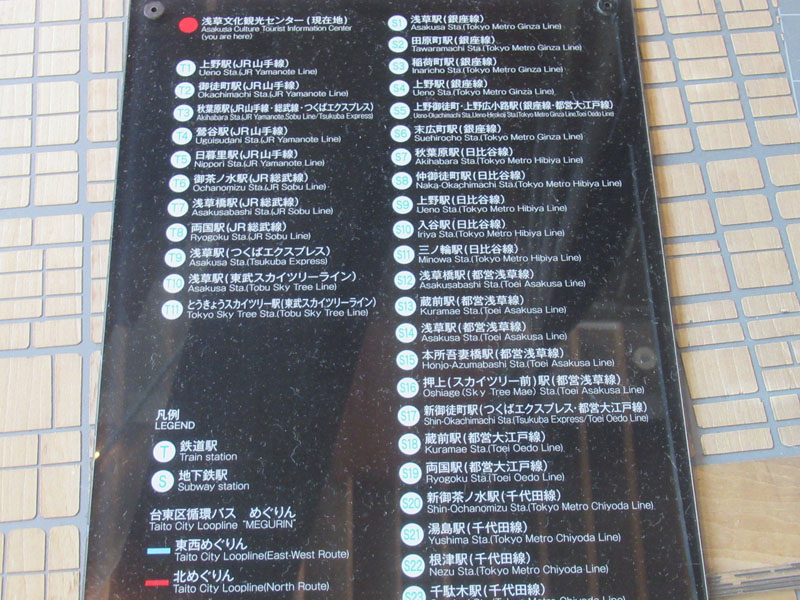 浅草文化観光センター(現在地)
Asakusa Culture Tourist Information Center
(you are here)
T1 上野駅(JR山手線)
Ueno Sta.(JR Yamanote Line)
T2 御徒町駅(JR山手線)
Okachimachi Sta.(JR Yamanote Line)
T3 秋葉原駅(JR山手線・総武線・つくばエクスプレス)
Akihabara Sta.(JR Yamanote,Sobu Line/Tsukuba Express)
T4 鶯谷駅(JR山手線)
Uguisudani Sta.(JR Yamanote Line)
T5 日暮里駅(JR山手線)
Nippori Sta.(JR Yamanote Line)
T6 御茶ノ水駅(JR総武線)
Ochanomizu Sta.(JR Sobu Line)
T7 浅草橋駅(JR総武線)
Asakusabashi Sta.(JR Sobu Line)
T8 両国駅(JR総武線)
Ryogoku Sta.(JR Sobu Line)
T9 浅草駅(つくばエクスプレス)
Asakusa Sta.(Tsukuba Express)
T10 浅草駅(東武スカイツリーライン)
Asakusa Sta.(Tobu Sky Tree Line)
T11 とうきょうスカイツリー駅(東武スカイツリーライン)
Tokyo Sky Tree Sta.(Tobu Sky Tree Line)
凡例
LEGEND
T 鉄道駅
Train station
S 地下鉄駅
Subway station
台東区循環バス めぐりん
Taito City Loopline "MEGURIN"
東西めぐりん
Taito City Loopline(East-West Route)
北めぐりん
Taito City Loopline(North Route)
S1 浅草駅(銀座線)
Asakusa Sta.(Tokyo Metro Ginza Line)
S2 田原町駅(銀座線)
Tawaramachi Sta.(Tokyo Metro Ginza Line)
S3 稲荷町駅(銀座線)
Inaricho Sta.(Tokyo Metro Ginza Line)
S4 上野駅(銀座線)
Ueno Sta.(Tokyo Metro Ginza Line)
S5 上野御徒町・上野広小路駅(銀座線・都営大江戸線)
Ueno-Okachimachi Sta.,Ueno-Hirokoji Sta.(Tokyo Metro Ginza Line,Toei Oedo Line)
S6 末広町駅(銀座線)
Suehirocho Sta.(Tokyo Metro Ginza Line)
S7 秋葉原駅(日比谷線)
Akihabara Sta.(Tokyo Metro Hibiya Line)
S8 仲御徒町駅(日比谷線)
Naka-Okachimachi Sta.(Tokyo Metro Hibiya Line)
S9 上野駅(日比谷線)
Ueno Sta.(Tokyo Metro Hibiya Line)
S10 入谷駅(日比谷線)
Iriya Sta.(Tokyo Metro Hibiya Line)
S11 三ノ輪駅(日比谷線)
Minowa Sta.(Tokyo Metro Hibiya Line)
S12 浅草橋駅(都営浅草線)
Asakusabashi Sta.(Toei Asakusa Line)
S13 蔵前駅(都営浅草線)
Kuramae Sta.(Toei Asakusa Line)
S14 浅草駅(都営浅草線)
Asakusa Sta.(Toei Asakusa Line)
S15 本所吾妻橋駅(都営浅草線)
Honjo-Azumabashi Sta.(Toei Asakusa Line)
S16 押上(スカイツリー前)駅(都営浅草線)
Oshiage(Sky Tree Mae) Sta.(Toei Asakusa Line)
S17 新御徒町駅(つくばエクスプレス・都営大江戸線)
Shin-Okachimachi Sta.(Tsukuba Express/Toei Oedo Line)
S18 蔵前駅(都営大江戸線)
Kuramae Sta.(Toei Oedo Line)
S19 両国駅(都営大江戸線)
Ryogoku Sta.(Toei Oedo Line)
S20 新御茶ノ水駅(千代田線)
Shin-Ochanomizu Sta.(Tokyo Metro Chiyoda Line)
S21 湯島駅(千代田線)
Yushima Sta.(Tokyo Metro Chiyoda Line)
S22 根津駅(千代田線)
Nezu Sta.(Tokyo Metro Chiyoda Line)
S23 千駄木駅(千代田線)